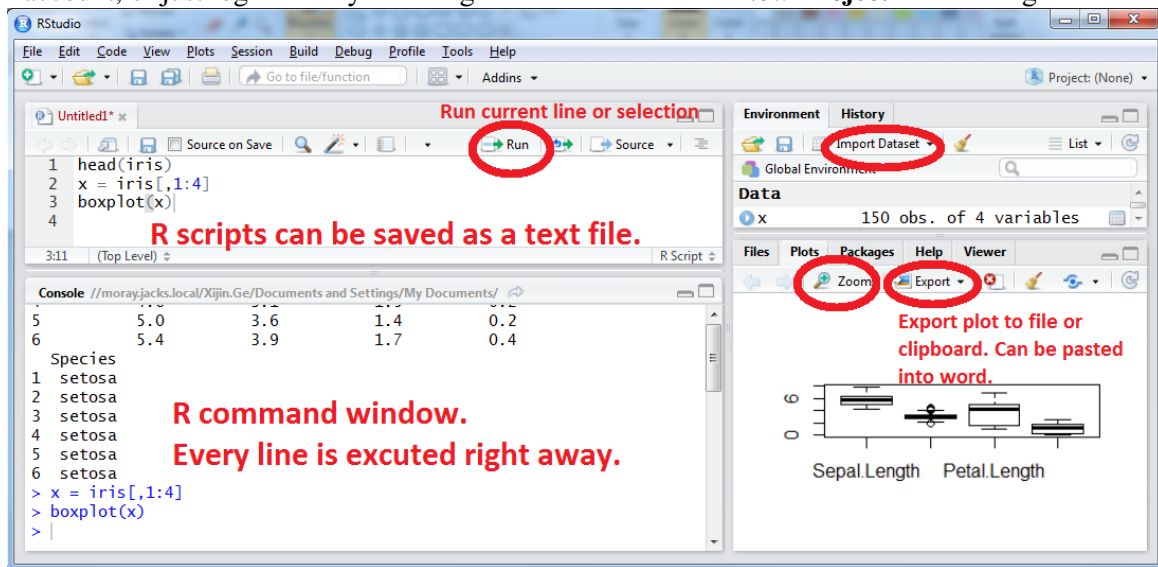 RStudio
File Edit Code View Plots Session Build Debug Profile Tools Help
Go to file/function Addins Project: (None)
Untitled1* Run current line or selection
Source on Save Run Source
1 head(iris)
2 x = iris[,1:4]
3 boxplot(x)
4
R scripts can be saved as a text file.
3:11 (Top Level) R Script
Console //moray.jacks.local/Xijin.Ge/Documents and Settings/My Documents/
5 5.0 3.6 1.4 0.2
6 5.4 3.9 1.7 0.4
Species
1 setosa
2 setosa
3 setosa
4 setosa
5 setosa
6 setosa
R command window.
Every line is excuted right away.
> x = iris[,1:4]
> boxplot(x)
>
Environment History
Import Dataset List
Global Environment
Data
x 150 obs. of 4 variables
Files Plots Packages Help Viewer
Zoom Export
Export plot to file or
clipboard. Can be pasted
into word.
6
0
Sepal.Length Petal.Length